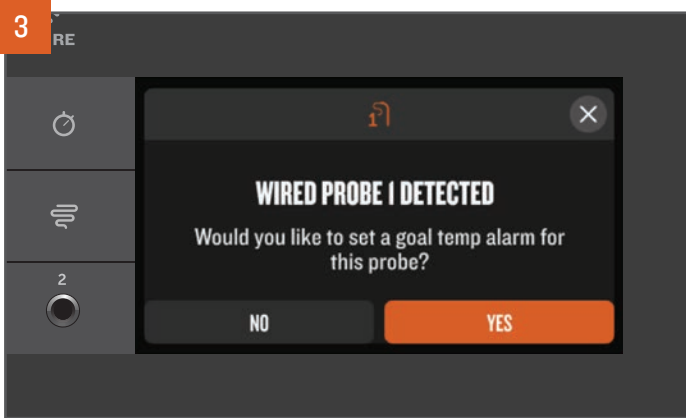 3
RE
1
WIRED PROBE 1 DETECTED
Would you like to set a goal temp alarm for
this probe?
2
NO
YES